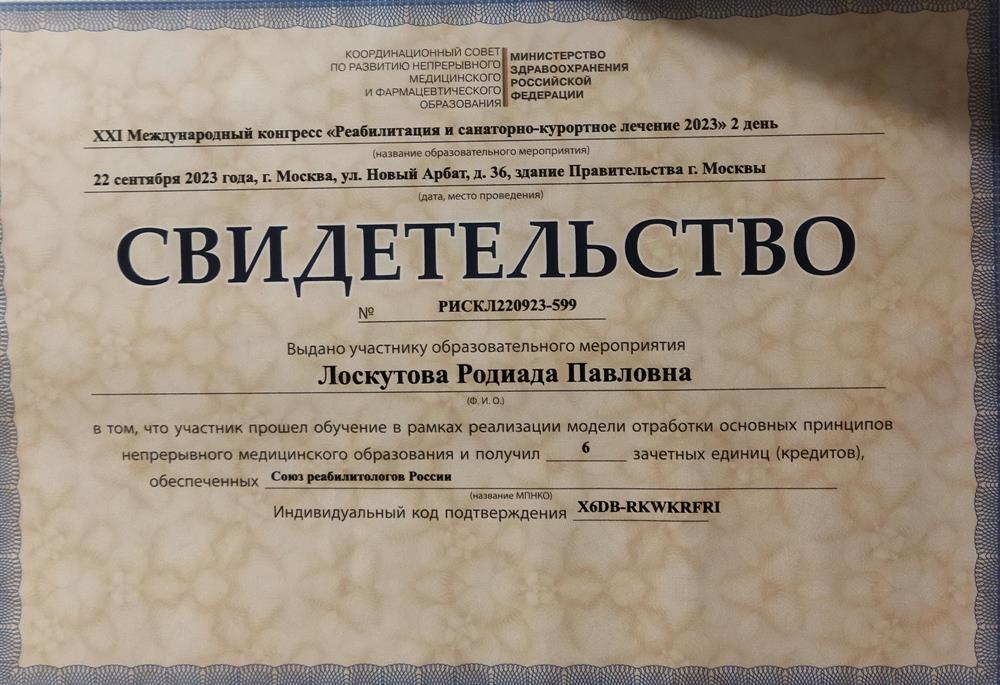 КООРДИНАЦИОННЫЙ СОВЕТ
ПО РАЗВИТИЮ НЕПРЕРЫВНОГО
МЕДИЦИНСКОГО
И ФАРМАЦЕВТИЧЕСКОГО
ОБРАЗОВАНИЯ
МИНИСТЕРСТВО
ЗДРАВООХРАНЕНИЯ
РОССИЙСКОЙ
ФЕДЕРАЦИИ
XXI Международный конгресс «Реабилитация и санаторно-курортное лечение 2023» 2 день
(название образовательного мероприятия)
22 сентября 2023 года, г. Москва, ул. Новый Арбат, д. 36, здание Правительства г. Москвы
(дата, место проведения)
СВИДЕТЕЛЬСТВО
№ РИСКЛ220923-599
Выдано участнику образовательного мероприятия
Лоскутова Родиада Павловна
(Ф. И. О.)
в том, что участник прошел обучение в рамках реализации модели отработки основных принципов
непрерывного медицинского образования и получил 6 зачетных единиц (кредитов),
обеспеченных Союз реабилитологов России
(название МПНКО)
Индивидуальный код подтверждения X6DB-RKWKRFRI